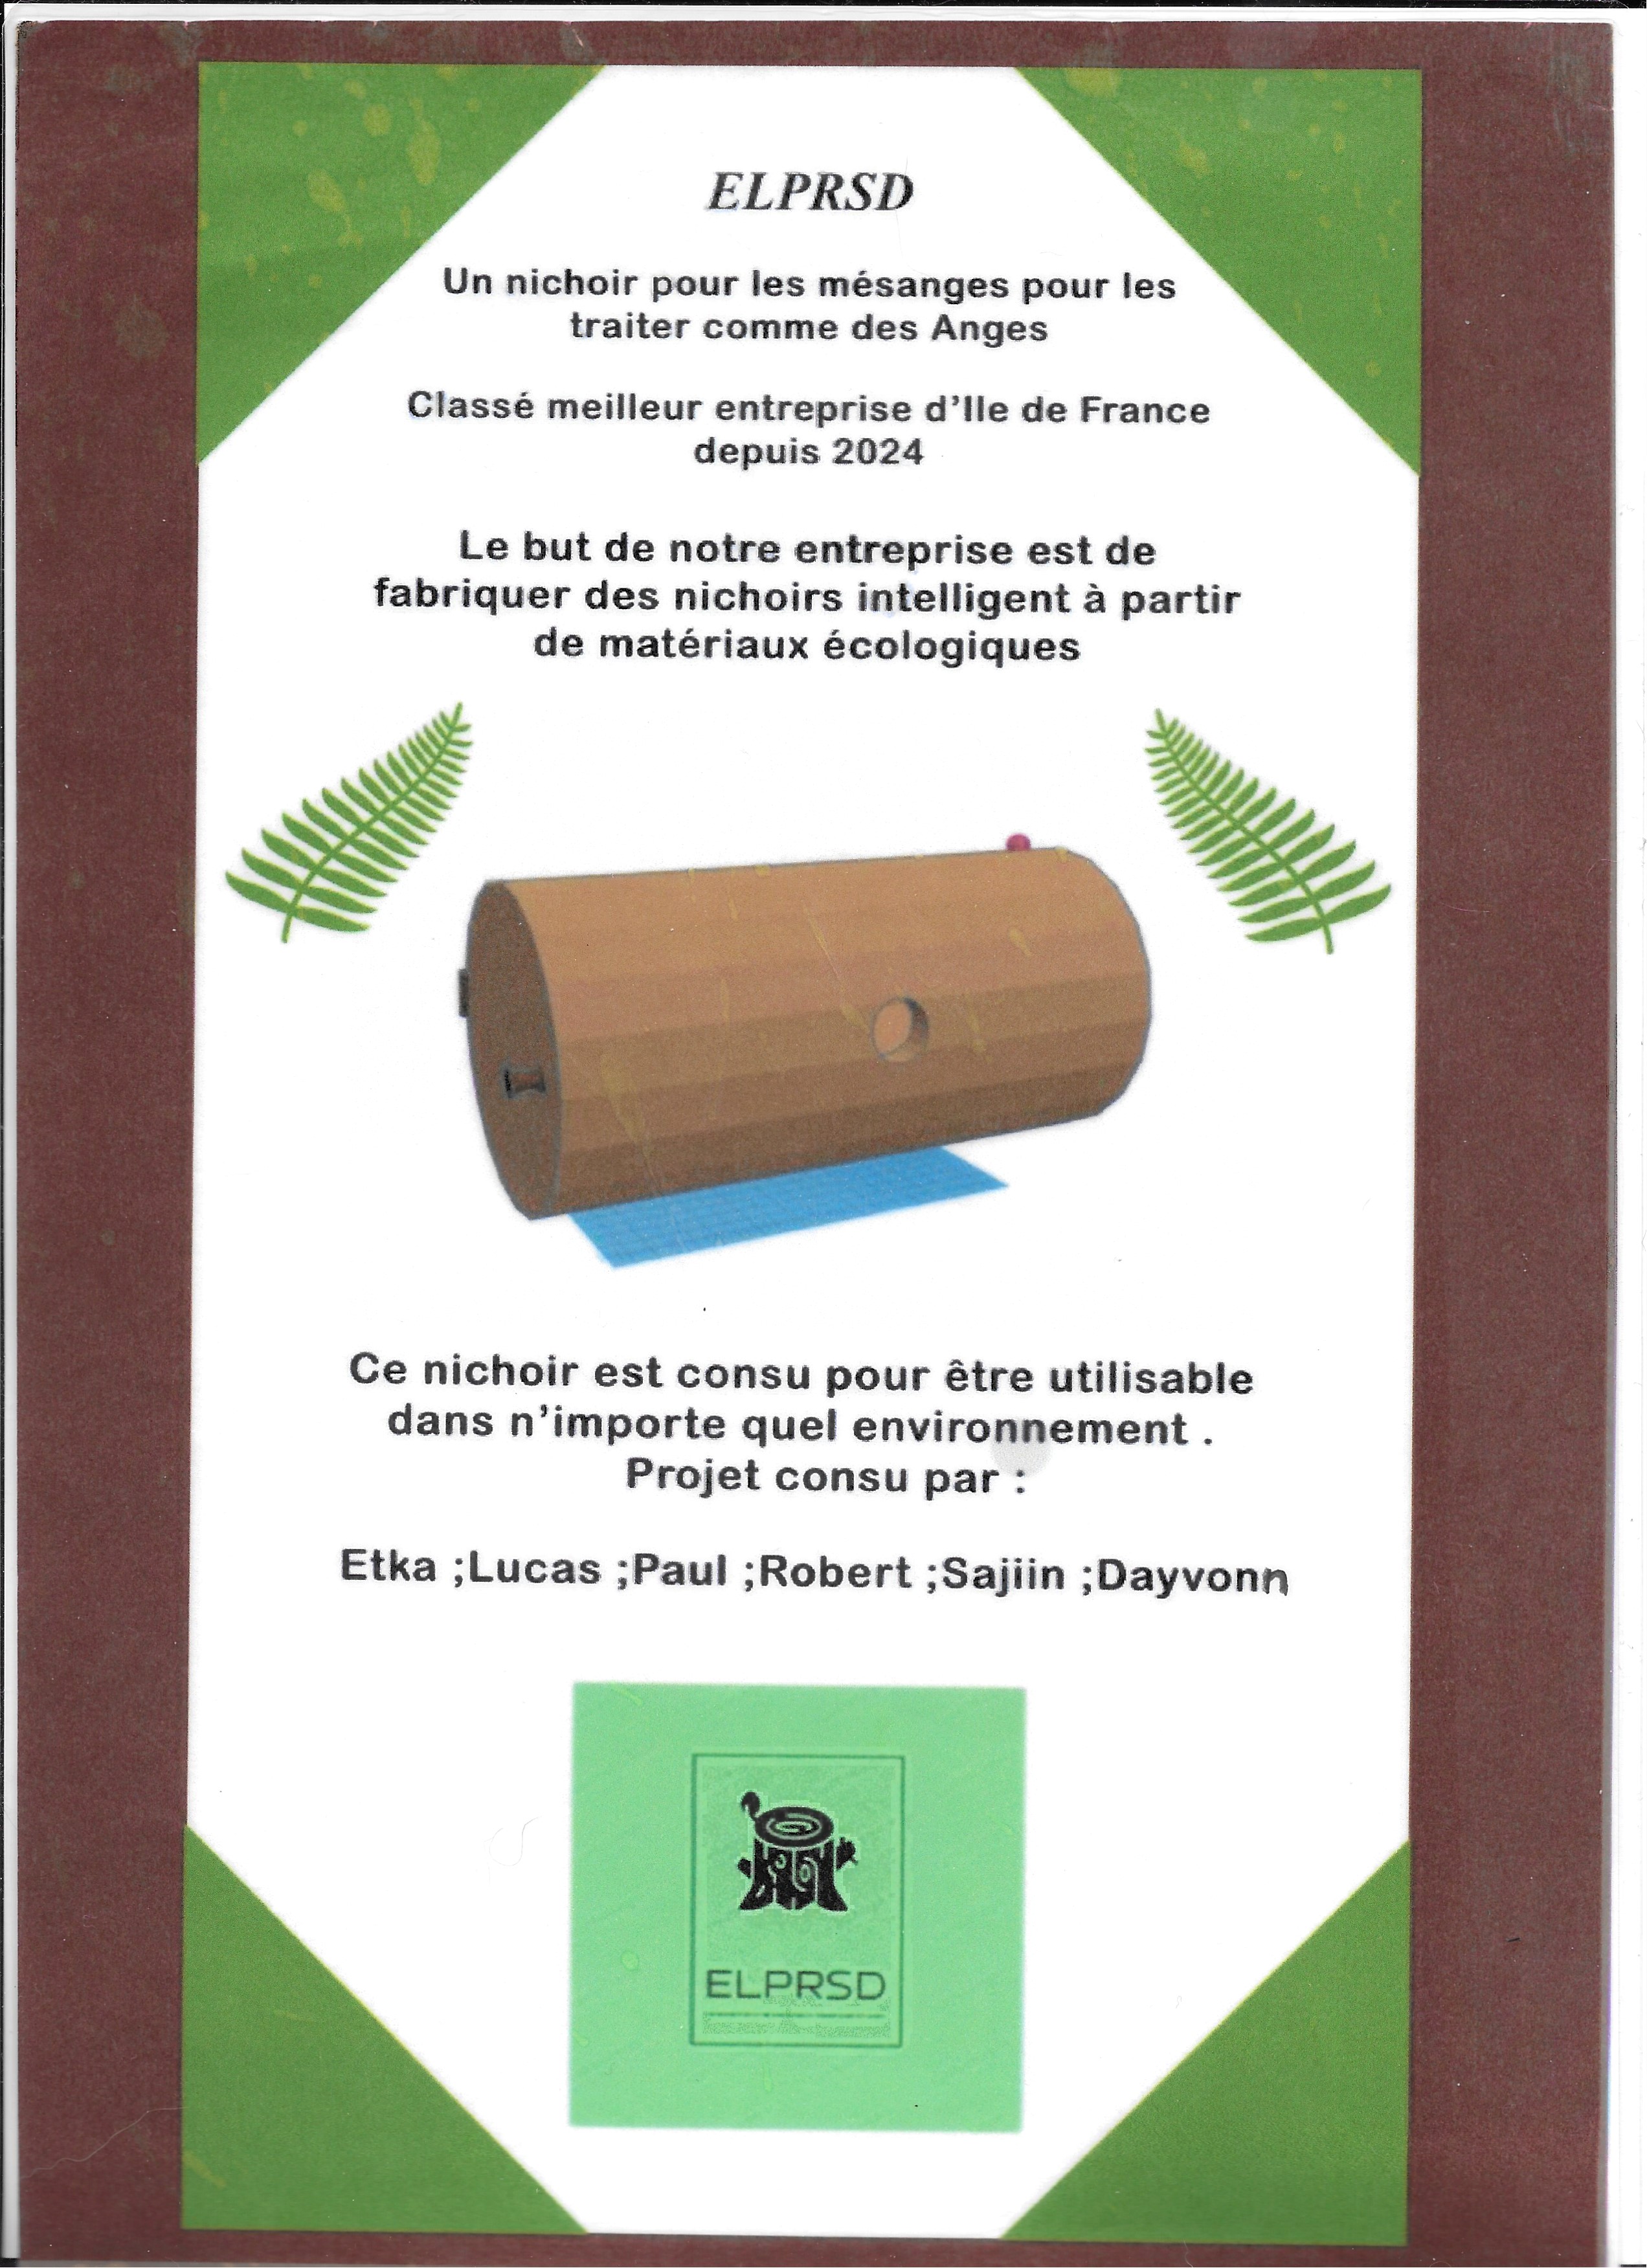 ELPRSD
Un nichoir pour les mésanges pour les
traiter comme des Anges
Classé meilleur entreprise d'Ile de France
depuis 2024
Le but de notre entreprise est de
fabriquer des nichoirs intelligent à partir
de matériaux écologiques
Ce nichoir est consu pour être utilisable
dans n'importe quel environnement .
Projet consu par :
Etka ;Lucas ;Paul ;Robert ;Sajiin ;Dayvonn
ELPRSD